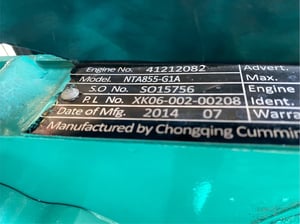 Engine No. 41212082 Advert.
Model. NTA855-G1A Max.
S.O No. SO15756 Engine
P.L No. XK06-002-00208 Ident.
Date of Mfg. 2014 07 Warra
Manufactured by Chongqing Cummin